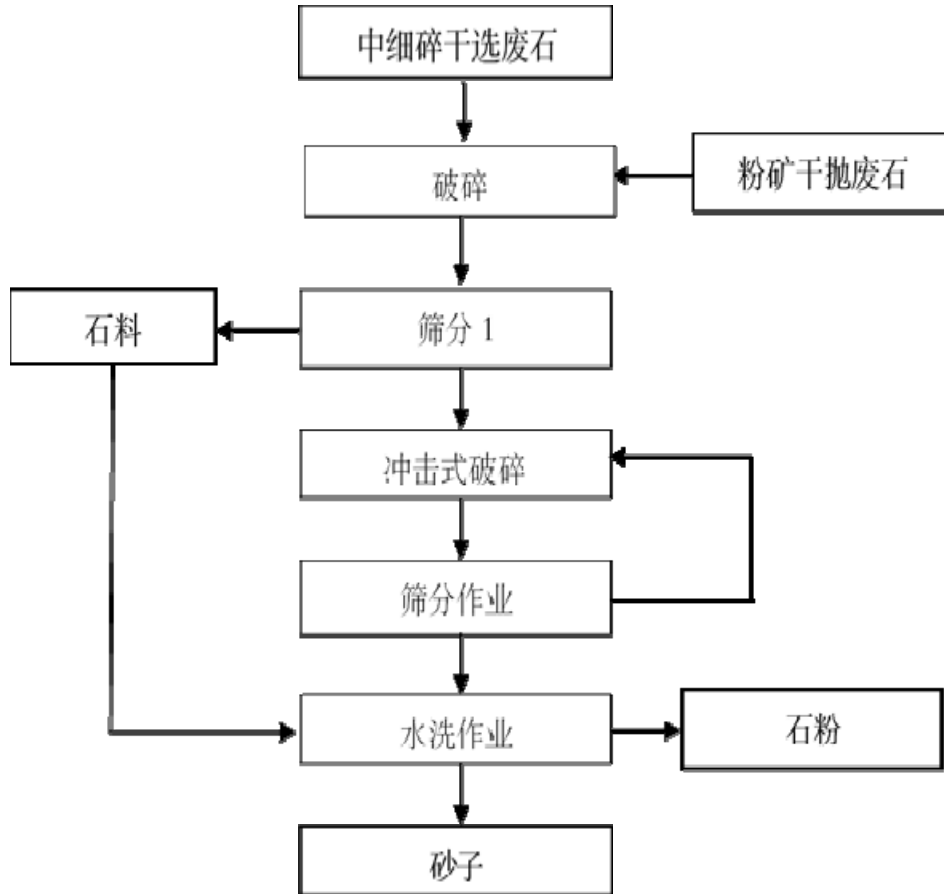 中细碎干选废石
破碎
粉矿干抛废石
石料
筛分1
冲击式破碎
筛分作业
水洗作业
石粉
砂子